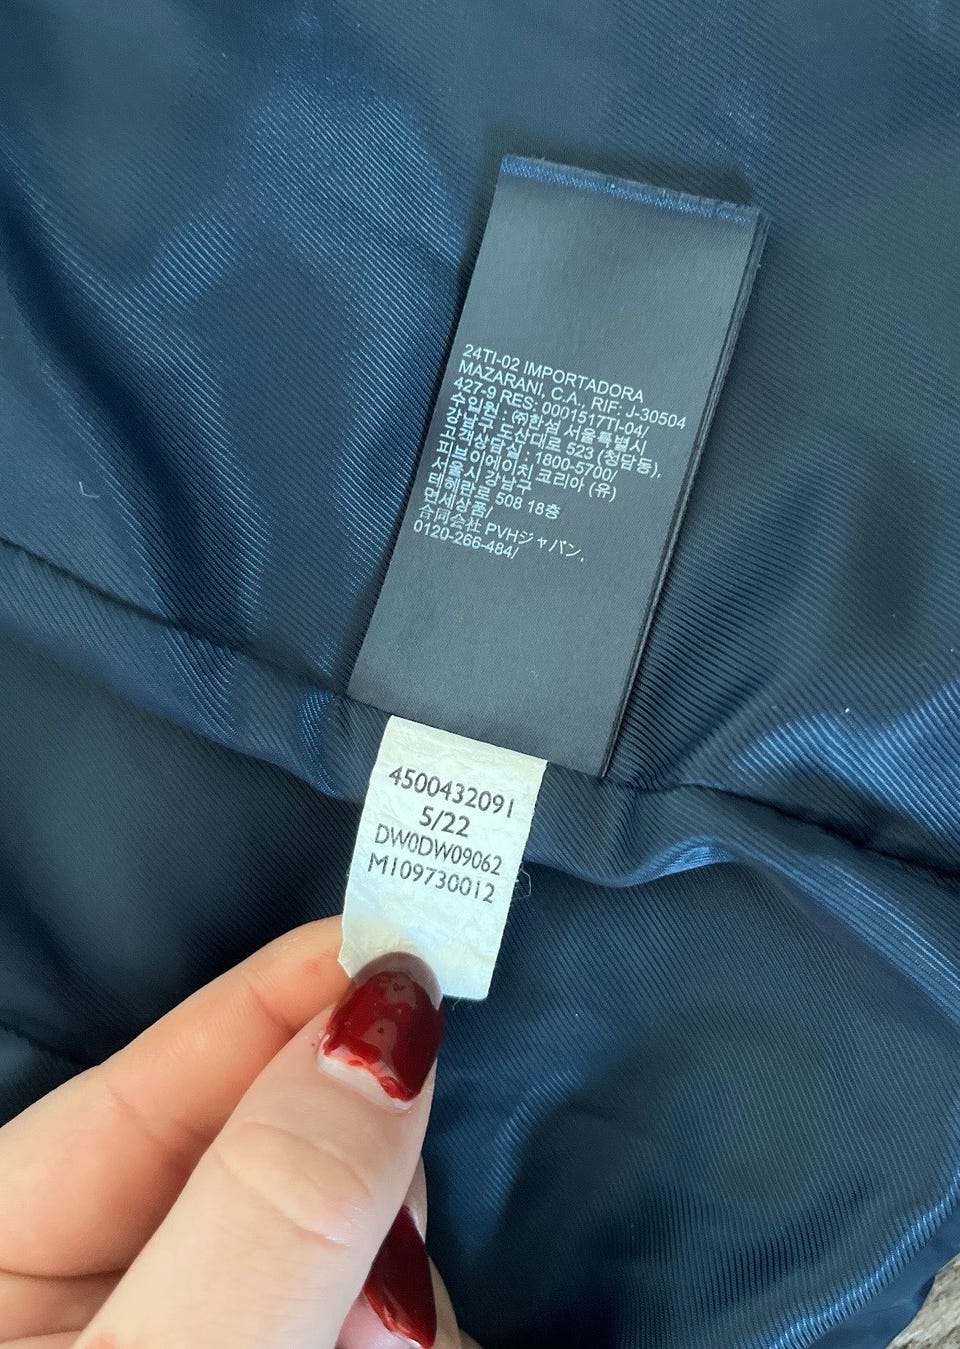 24TI-02 IMPORTADORA
MAZARANI, C.A., RIF: J-30504
427-9 RES: 0001517TI-04/
수입원 : ㈜한섬 서울특별시
강남구 도산대로 523 (청담동),
고객상담실 : 1800-5700/
피브이에이치 코리아 (유)
서울시 강남구
테헤란로 508 18층
면세상품/
合同会社 PVHジャパン,
0120-266-484/
4500432091
5/22
DW0DW09062
M109730012